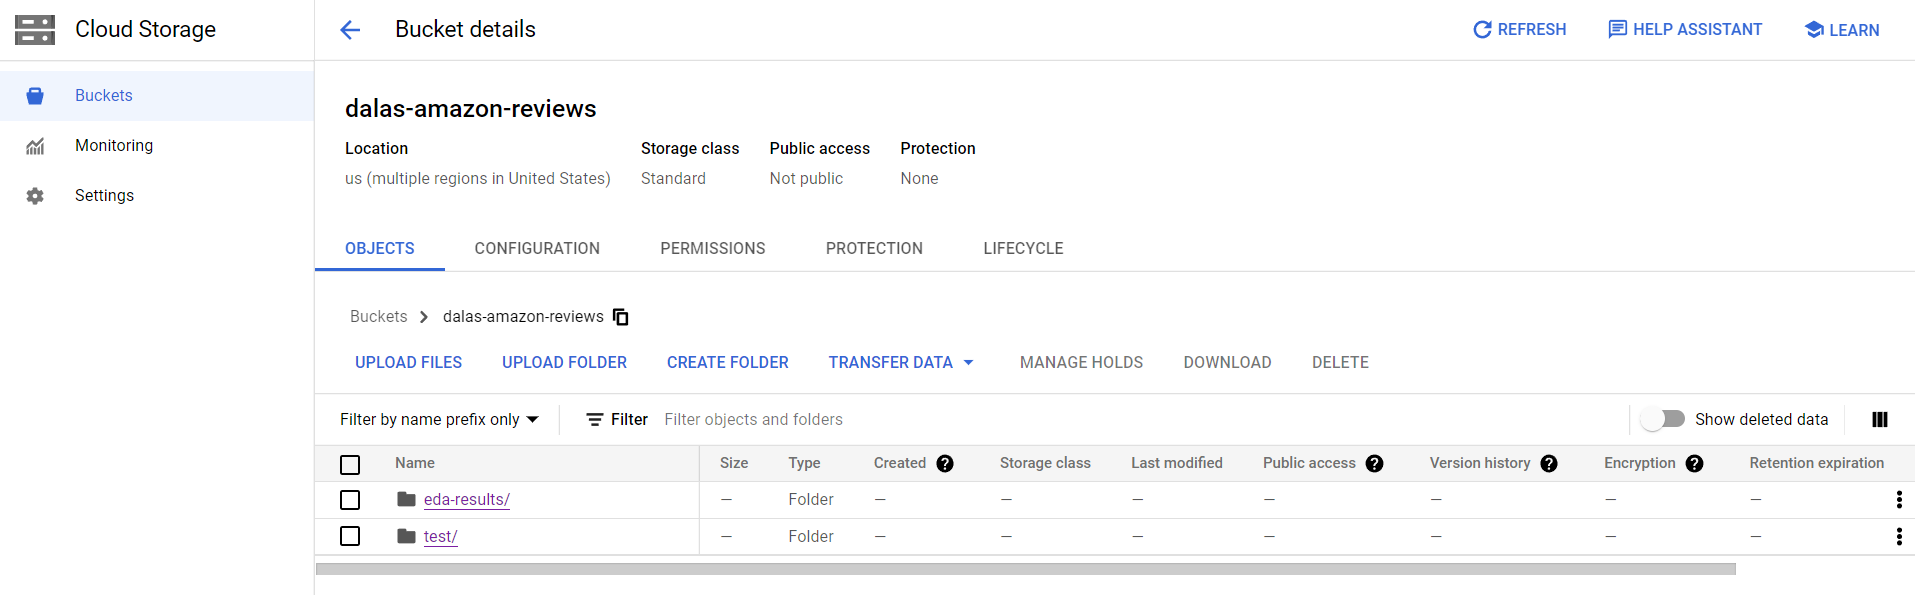 Cloud Storage
Bucket details
REFRESH
HELP ASSISTANT
LEARN
Buckets
Monitoring
Settings
dalas-amazon-reviews
Location Storage class Public access Protection
us (multiple regions in United States) Standard Not public None
OBJECTS CONFIGURATION PERMISSIONS PROTECTION LIFECYCLE
Buckets > dalas-amazon-reviews
UPLOAD FILES UPLOAD FOLDER CREATE FOLDER TRANSFER DATA MANAGE HOLDS DOWNLOAD DELETE
Filter by name prefix only Filter Filter objects and folders Show deleted data
Name Size Type Created ? Storage class Last modified Public access ? Version history ? Encryption ? Retention expiration
eda-results/ — Folder — — — — — — —
test/ — Folder — — — — — — —